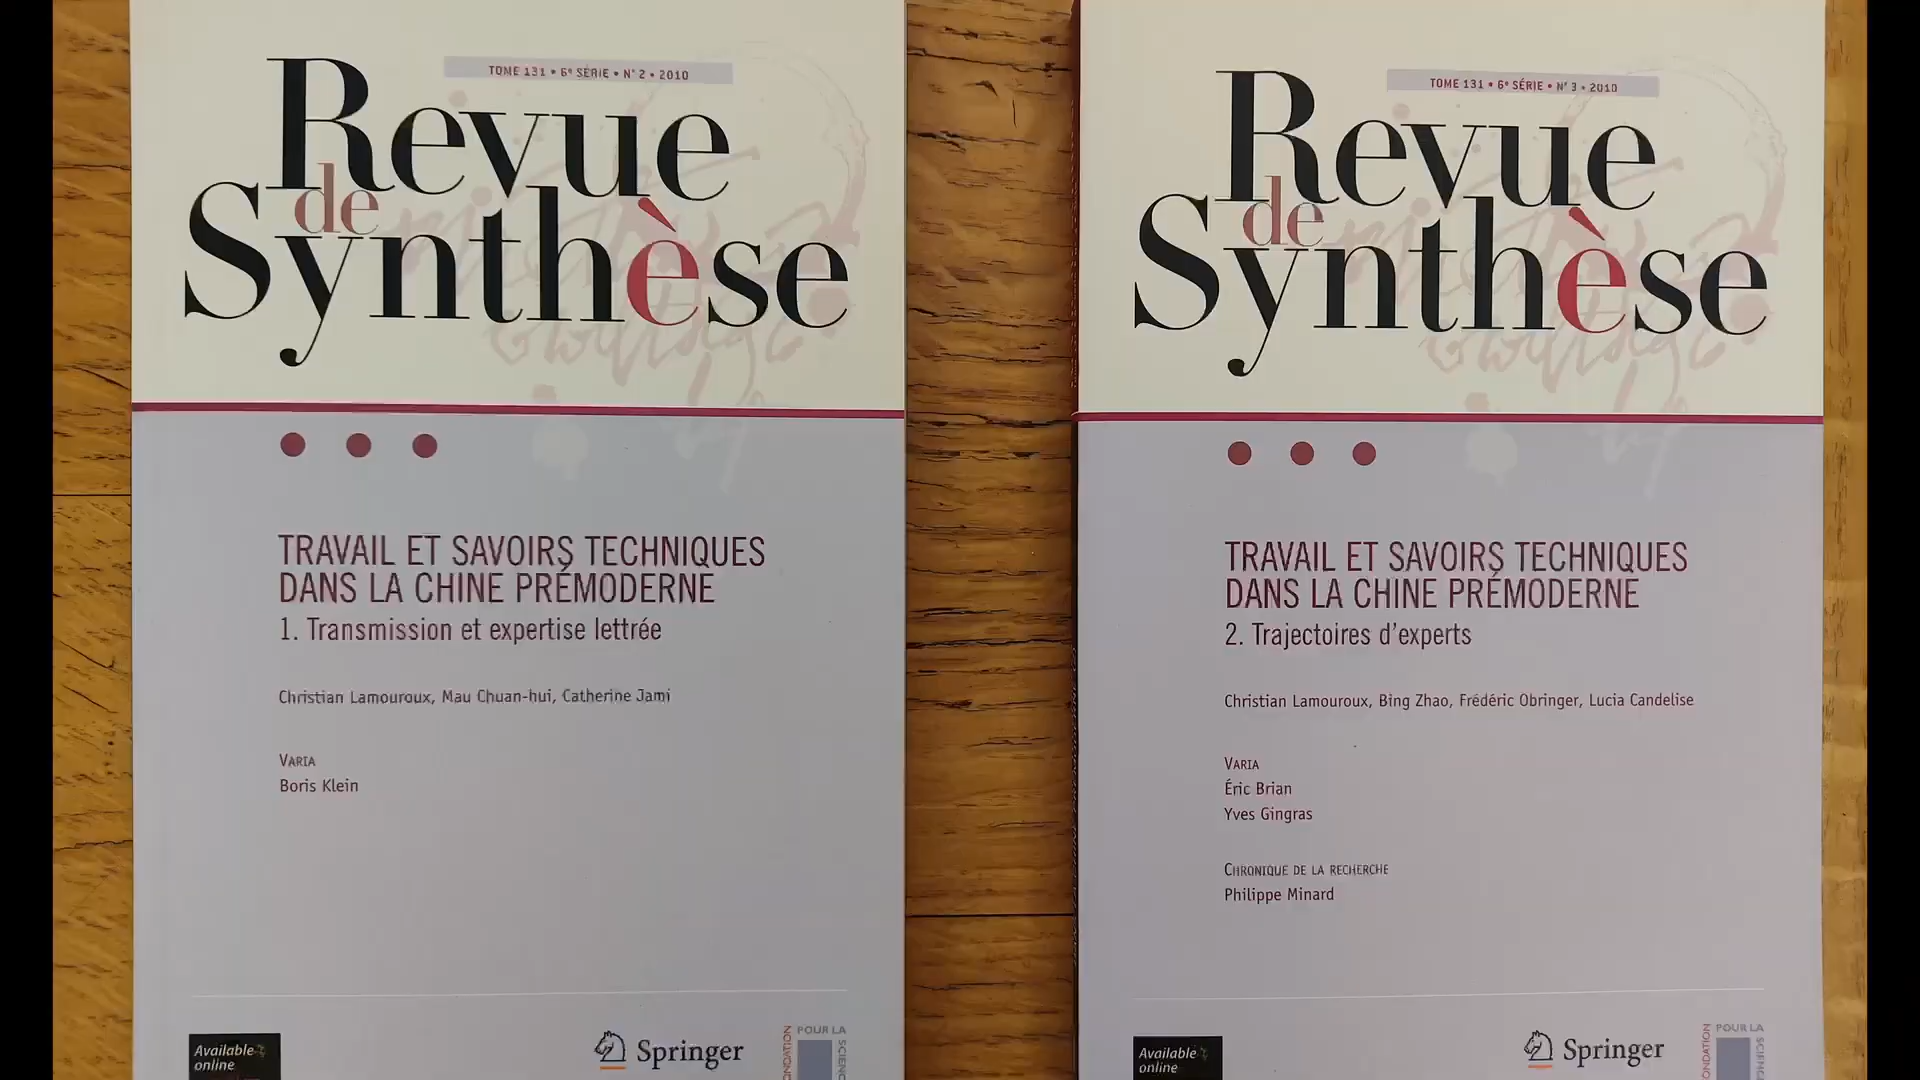 TOME 131 • 6e SÉRIE • N° 2 • 2010
Revue
de
Synthèse
TRAVAIL ET SAVOIRS TECHNIQUES
DANS LA CHINE PRÉMODERNE
1. Transmission et expertise lettrée
Christian Lamouroux, Mau Chuan-hui, Catherine Jami
VARIA
Boris Klein
Available
online
Springer
POUR LA
TOME 131 • 6e SÉRIE • N° 3 • 2010
Revue
de
Synthèse
TRAVAIL ET SAVOIRS TECHNIQUES
DANS LA CHINE PRÉMODERNE
2. Trajectoires d'experts
Christian Lamouroux, Bing Zhao, Frédéric Obringer, Lucia Candelise
VARIA
Éric Brian
Yves Gingras
CHRONIQUE DE LA RECHERCHE
Philippe Minard
Available
online
Springer
POUR LA